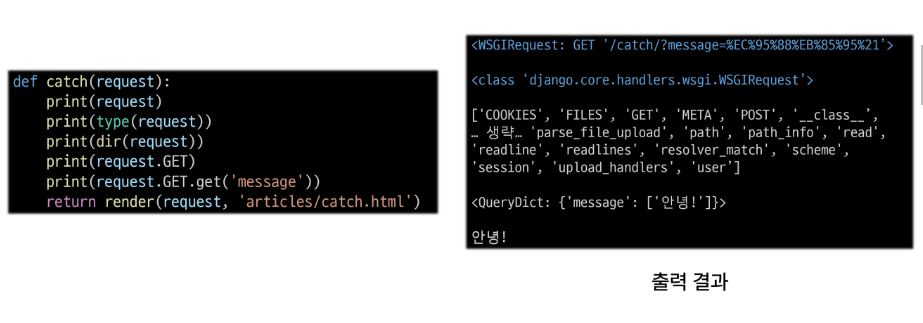 def catch(request):
print(request)
print(type(request))
print(dir(request))
print(request.GET)
print(request.GET.get('message'))
return render(request, 'articles/catch.html')
<WSGIRequest: GET '/catch/?message=%EC%95%88%EB%85%95%21’>
<class ‘django.core.handlers.wsgi.WSGIRequest’>
['COOKIES', 'FILES', 'GET', 'META', 'POST', '__class__’,
… 생략… 'parse_file_upload', 'path', 'path_info', 'read',
'readline', 'readlines', 'resolver_match', 'scheme',
'session', 'upload_handlers', 'user’]
<QueryDict: {'message': ['안녕!']}>
안녕!
출력 결과